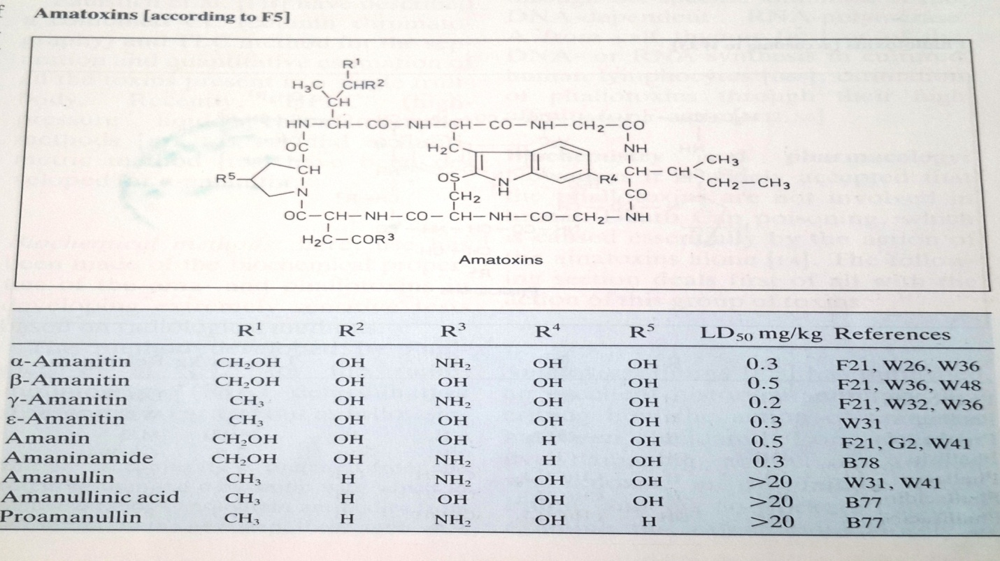 Amatoxins [according to F5]
R¹
H₃C CHR²
CH
HN—CH—CO—NH—CH—CO—NH—CH₂—CO
OC H₂C NH
R⁵ CH OS N H R⁴ CH—CH CH₃
N CH₂ CO CH₂—CH₃
OC—CH—NH—CO—CH—NH—CO—CH₂—NH
H₂C—COR³
Amatoxins
R¹ R² R³ R⁴ R⁵ LD₅₀ mg/kg References
α-Amanitin CH₂OH OH NH₂ OH OH 0.3 F21, W26, W36
β-Amanitin CH₂OH OH OH OH OH 0.5 F21, W36, W48
γ-Amanitin CH₃ OH NH₂ OH OH 0.2 F21, W32, W36
ε-Amanitin CH₃ OH OH OH OH 0.3 W31
Amanin CH₂OH OH OH H OH 0.5 F21, G2, W41
Amaninamide CH₂OH OH NH₂ H OH 0.3 B78
Amanullin CH₃ H NH₂ OH OH >20 W31, W41
Amanullinic acid CH₃ H OH OH OH >20 B77
Proamanullin CH₃ H NH₂ OH H >20 B77